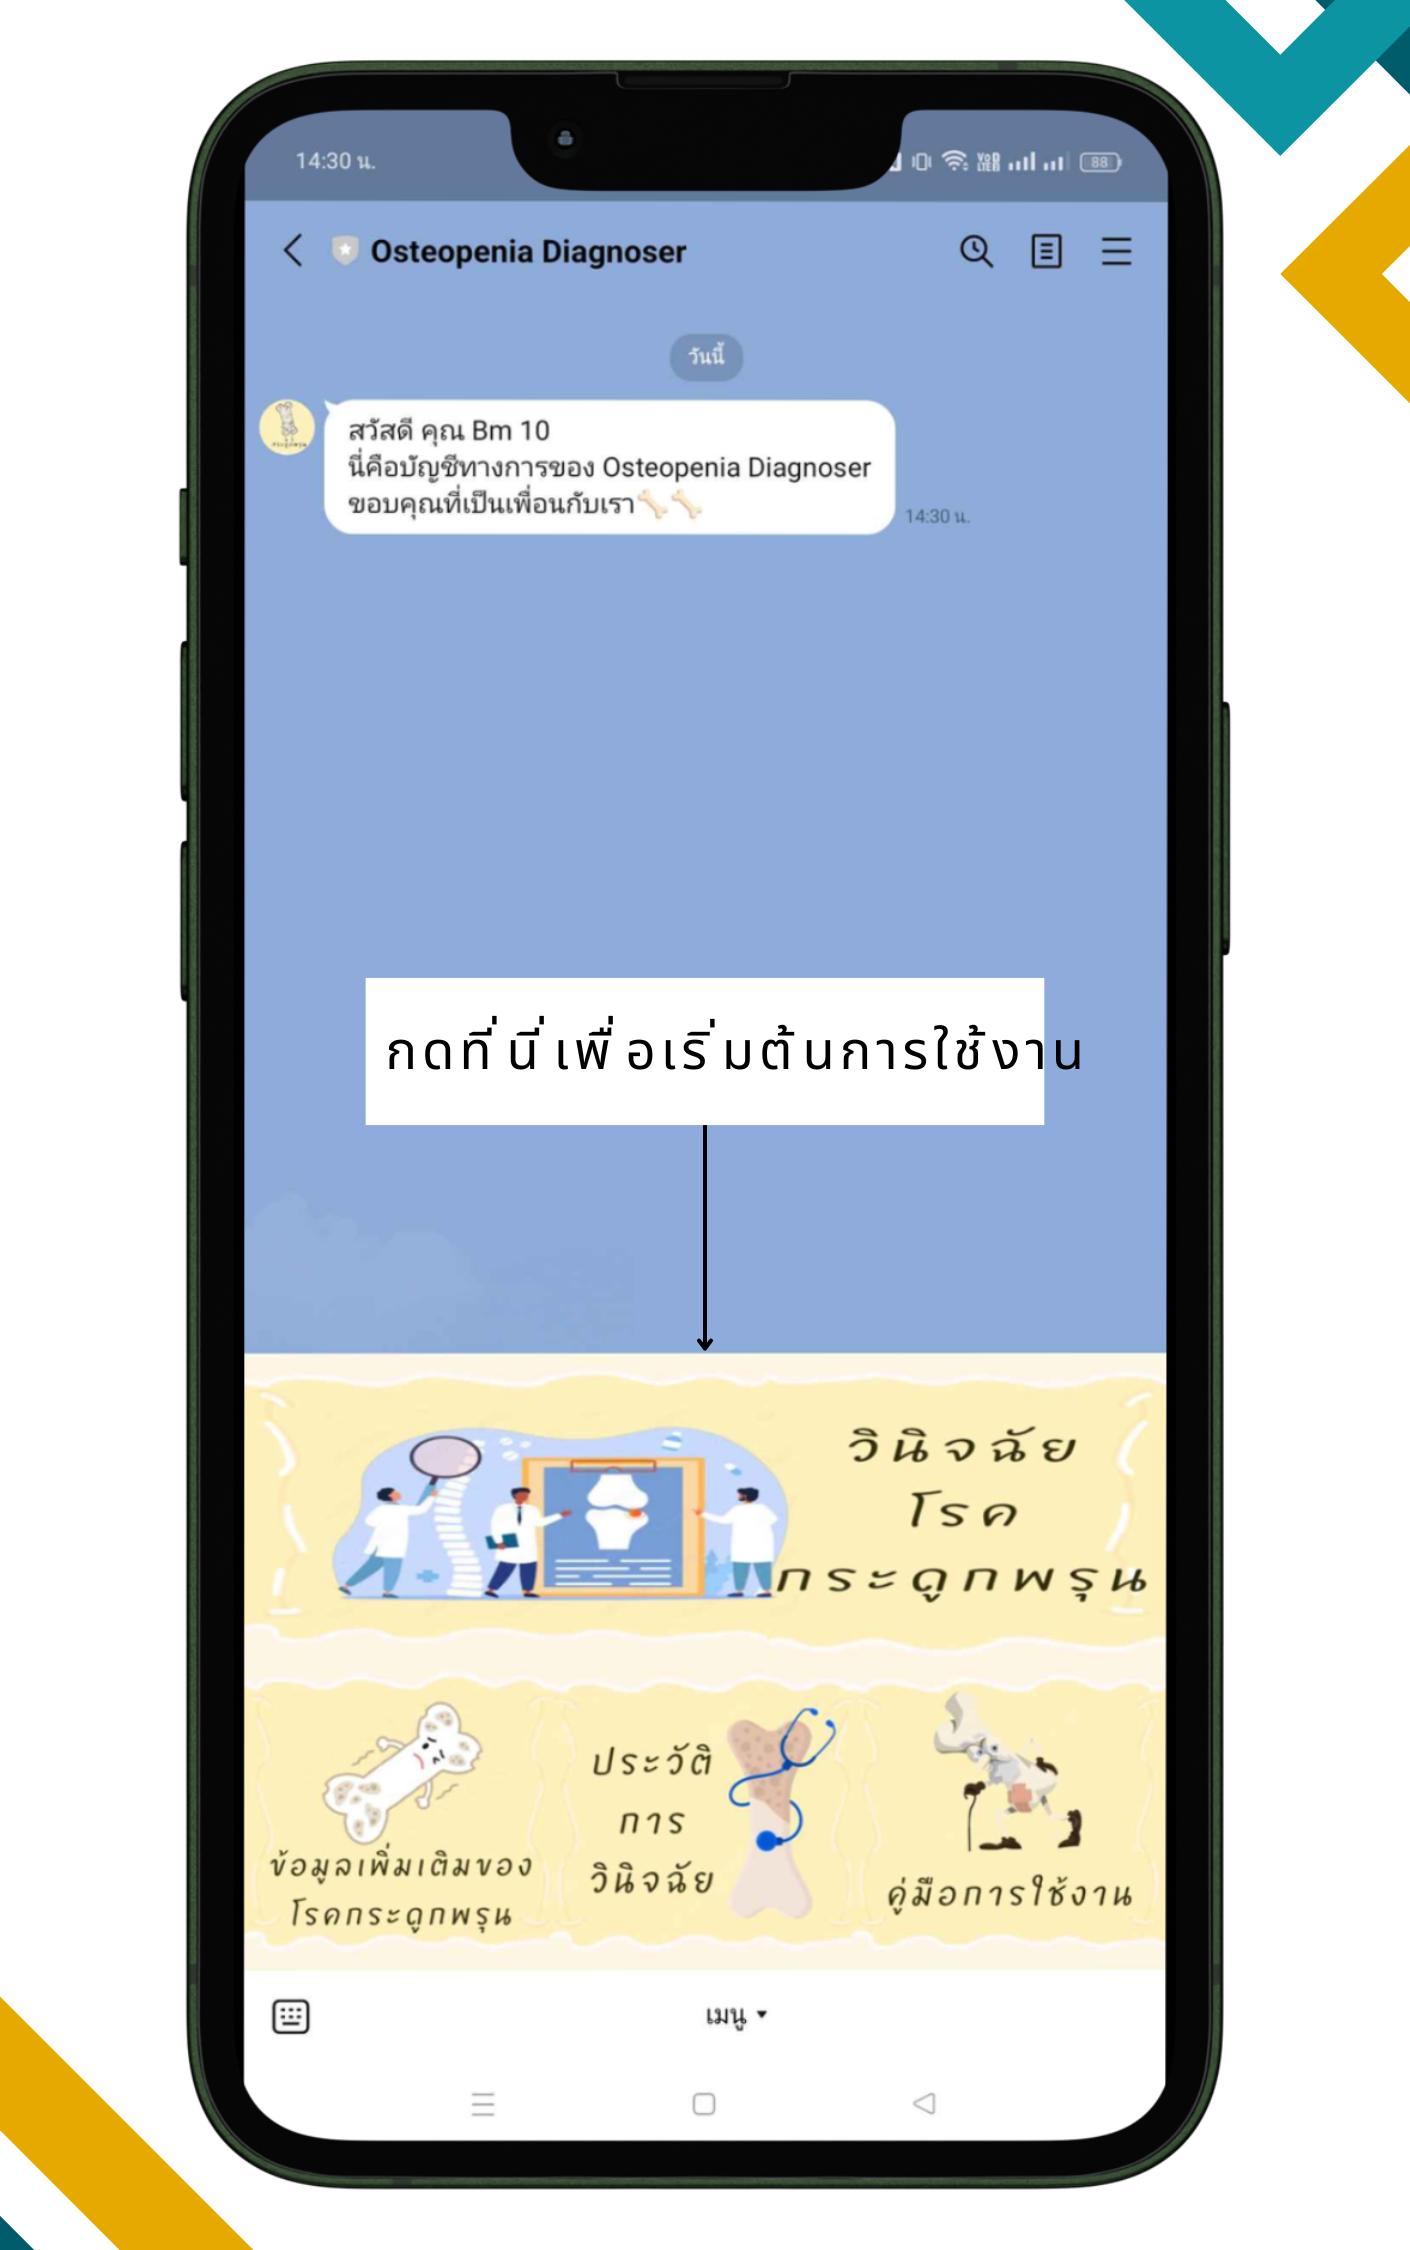 14:30 น.
88
Osteopenia Diagnoser
วันนี้
สวัสดี คุณ Bm 10
นี่คือบัญชีทางการของ Osteopenia Diagnoser
ขอบคุณที่เป็นเพื่อนกับเรา🦴🦴
14:30 น.
กดที่นี่เพื่อเริ่มต้นการใช้งาน
วินิจฉัย
โรค
กระดูกพรุน
ข้อมูลเพิ่มเติมของ
โรคกระดูกพรุน
ประวัติ
การ
วินิจฉัย
คู่มือการใช้งาน
เมนู